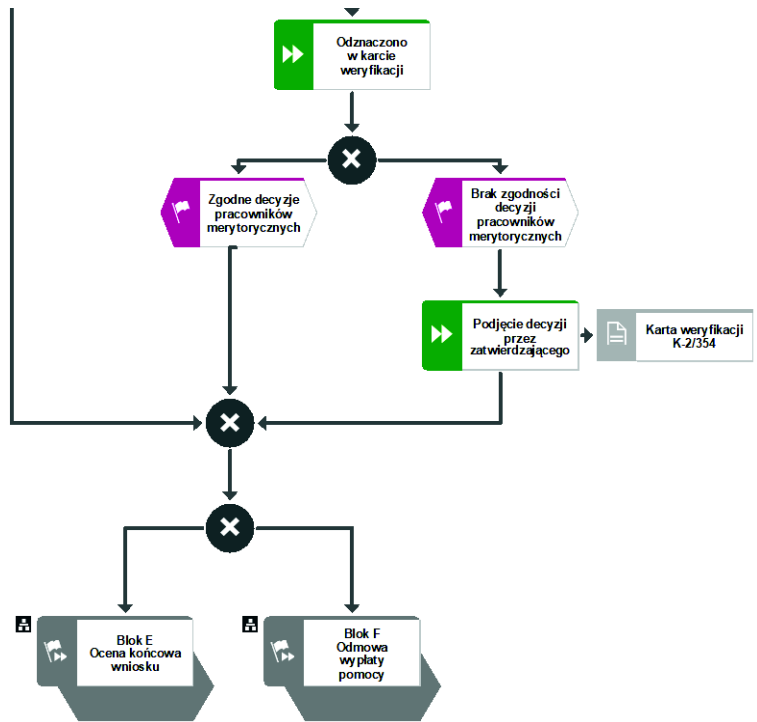 Odznaczono
w karcie
weryfikacji
Zgodne decyzje
pracowników
merytorycznych
Brak zgodności
decyzji
pracowników
merytorycznych
Podjęcie decyzji
przez
zatwierdzającego
Karta weryfikacji
K-2/354
Blok E
Ocena końcowa
wniosku
Blok F
Odmowa
wypłaty
pomocy